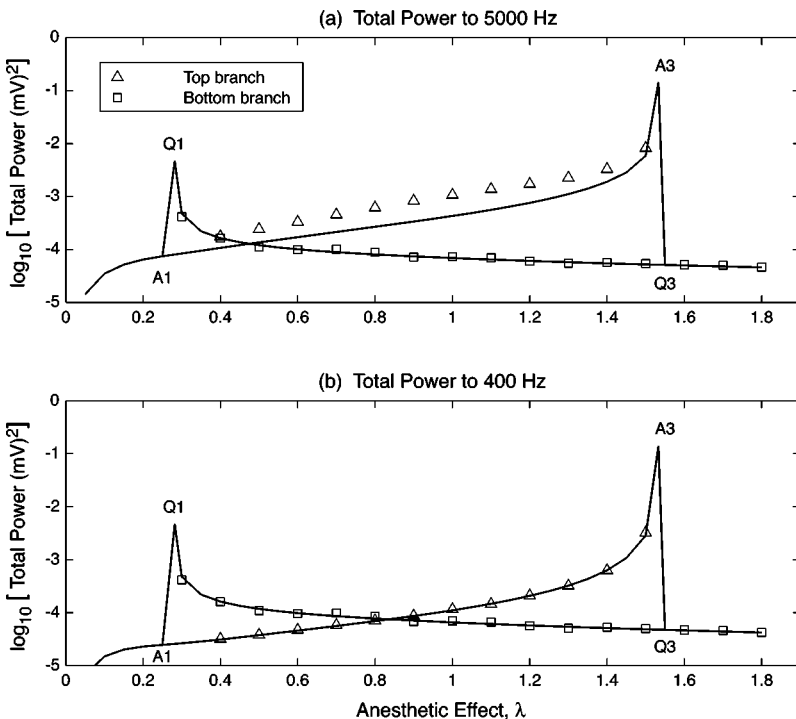 (a) Total Power to 5000 Hz
0
-1
-2
-3
-4
-5
log10 [ Total Power (mV)2 ]
Top branch
Bottom branch
Q1
A1
A3
Q3
0 0.2 0.4 0.6 0.8 1 1.2 1.4 1.6 1.8
(b) Total Power to 400 Hz
0
-1
-2
-3
-4
-5
log10 [ Total Power (mV)2 ]
Q1
A1
A3
Q3
0 0.2 0.4 0.6 0.8 1 1.2 1.4 1.6 1.8
Anesthetic Effect, λ